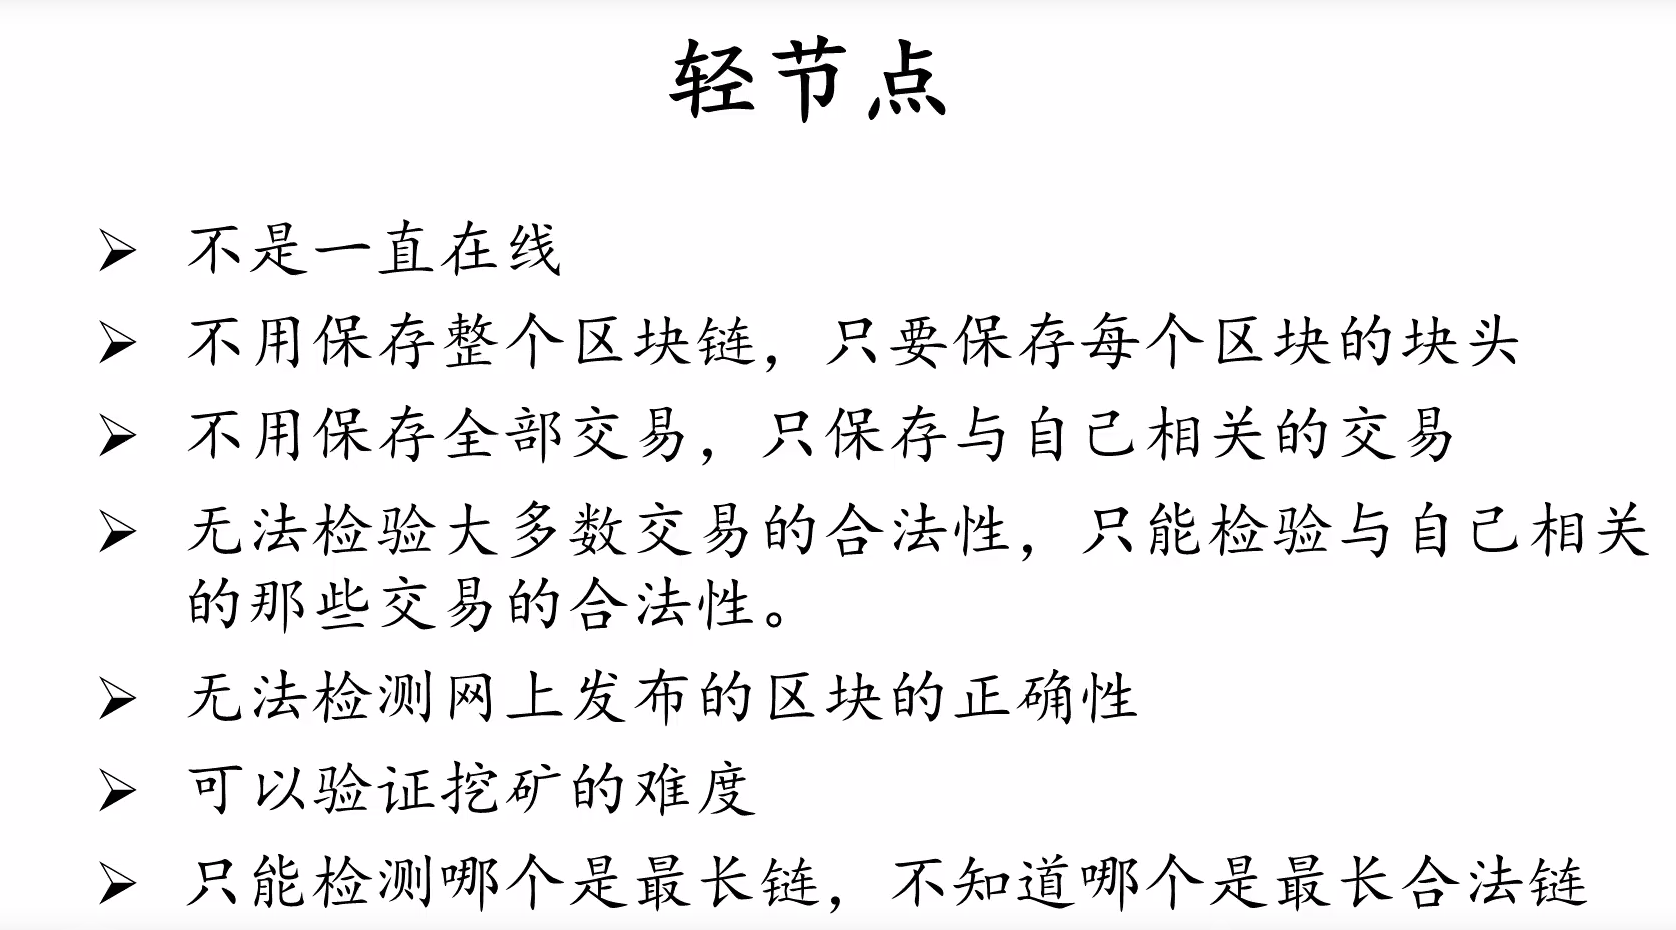 轻节点
➢ 不是一直在线
➢ 不用保存整个区块链，只要保存每个区块的块头
➢ 不用保存全部交易，只保存与自己相关的交易
➢ 无法检验大多数交易的合法性，只能检验与自己相关
的那些交易的合法性。
➢ 无法检测网上发布的区块的正确性
➢ 可以验证挖矿的难度
➢ 只能检测哪个是最长链，不知道哪个是最长合法链